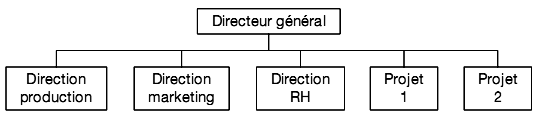 Directeur général
Direction
production
Direction
marketing
Direction
RH
Projet
1
Projet
2